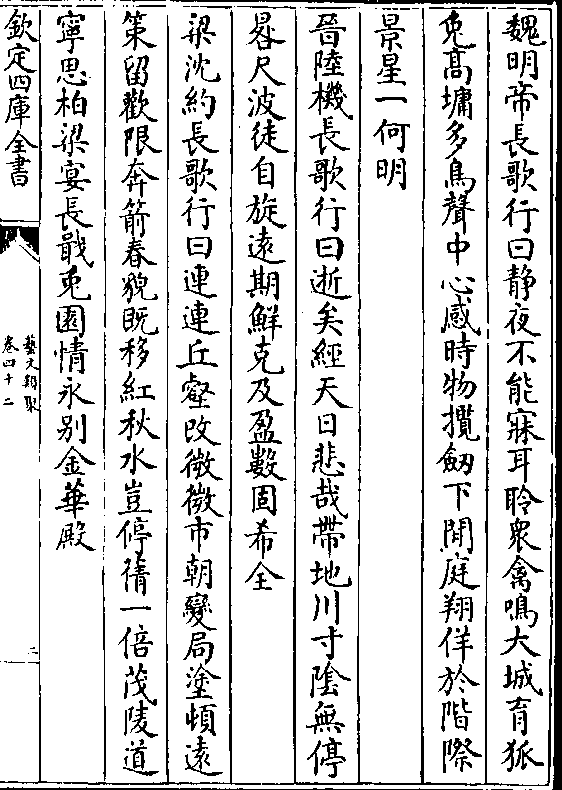 魏明帝長歌行曰静夜不能寐耳聆衆禽鳴大城育狐
兔髙墉多鳥聲中心感時物攬劒下閒庭翔佯於階際
景星一何明
晉陸機長歌行曰逝矣經天日悲哉帶地川寸隂無停
晷尺波徒自旋遠期鮮克及盈數固希全
梁沈約長歌行曰連連丘壑改微微市朝變局塗頓遠
策留歡限奔箭春貌既移紅秋水豈停蒨一倍茂陵道
寧思柏梁宴長戢兎園情永别金華殿
欽定四庫全書
藝文類聚
卷四十二
二